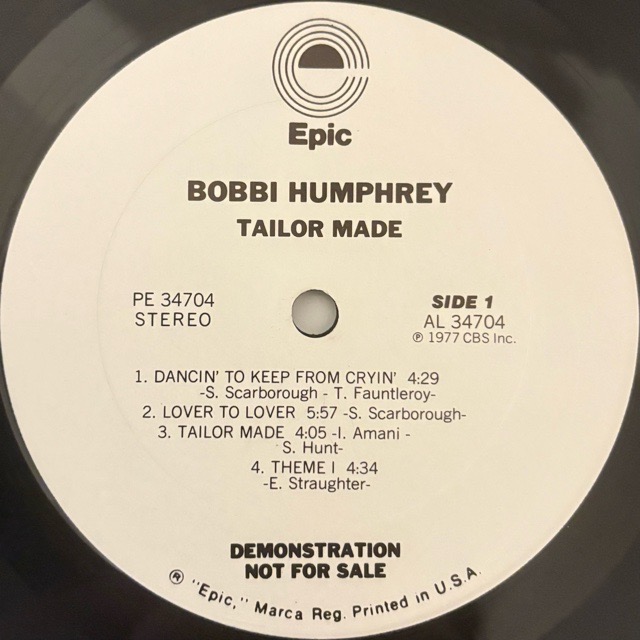 Epic
BOBBI HUMPHREY
TAILOR MADE
PE 34704
STEREO
SIDE 1
AL 34704
℗ 1977 CBS Inc.
1. DANCIN' TO KEEP FROM CRYIN' 4:29
-S. Scarborough - T. Fauntleroy-
2. LOVER TO LOVER 5:57 -S. Scarborough-
3. TAILOR MADE 4:05 -I. Amani -
S. Hunt-
4. THEME I 4:34
-E. Straughter-
DEMONSTRATION
NOT FOR SALE
® "Epic," Marca Reg. Printed in U.S.A.